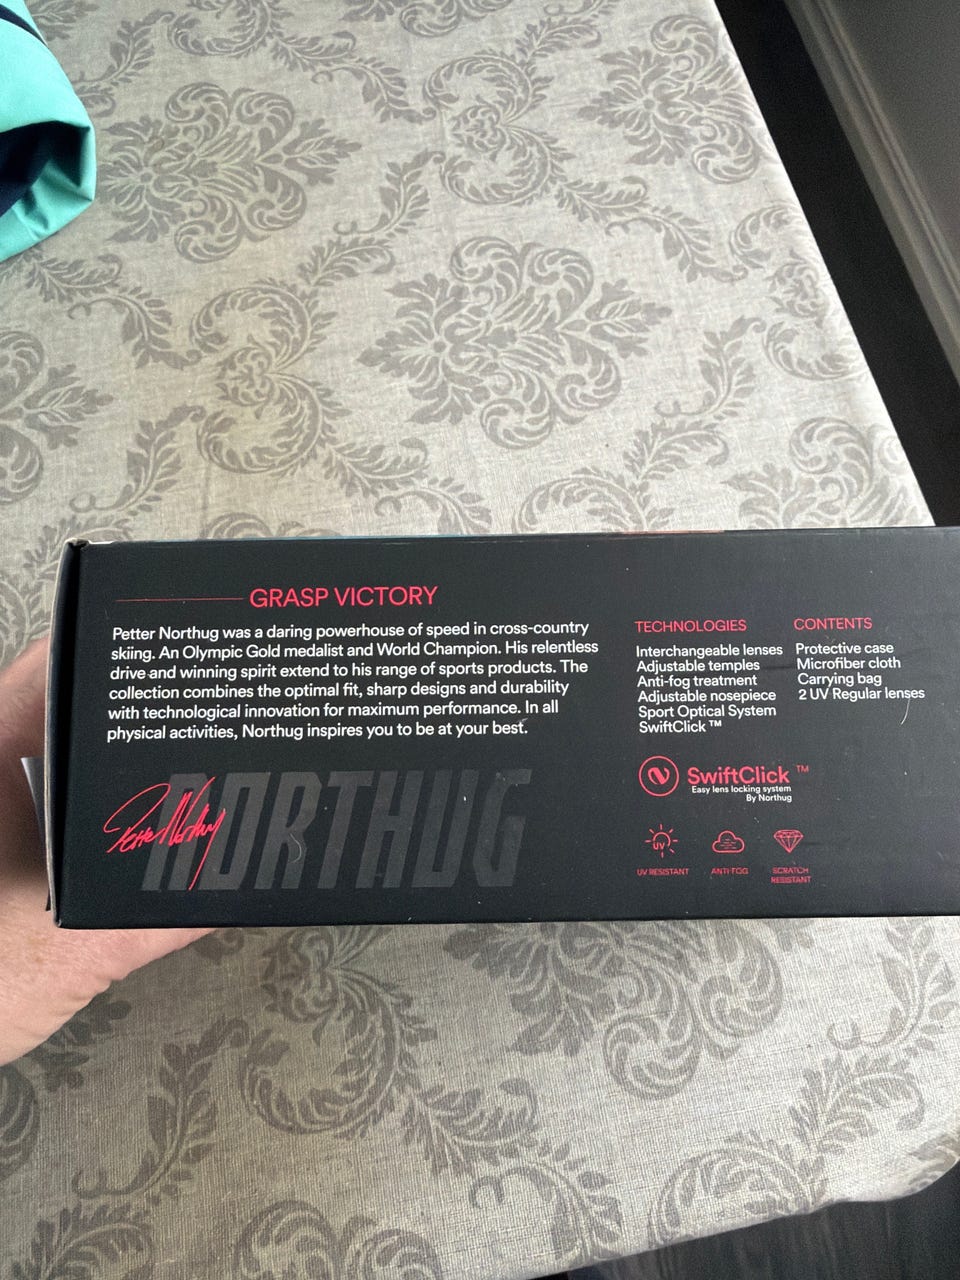 GRASP VICTORY
Petter Northug was a daring powerhouse of speed in cross-country
skiing. An Olympic Gold medalist and World Champion. His relentless
drive and winning spirit extend to his range of sports products. The
collection combines the optimal fit, sharp designs and durability
with technological innovation for maximum performance. In all
physical activities, Northug inspires you to be at your best.
Petter Northug
NORTHUG
TECHNOLOGIES
Interchangeable lenses
Adjustable temples
Anti-fog treatment
Adjustable nosepiece
Sport Optical System
SwiftClick™
CONTENTS
Protective case
Microfiber cloth
Carrying bag
2 UV Regular lenses
SwiftClick™
Easy lens locking system
By Northug
UV
UV RESISTANT
ANTI-FOG
SCRATCH
RESISTANT